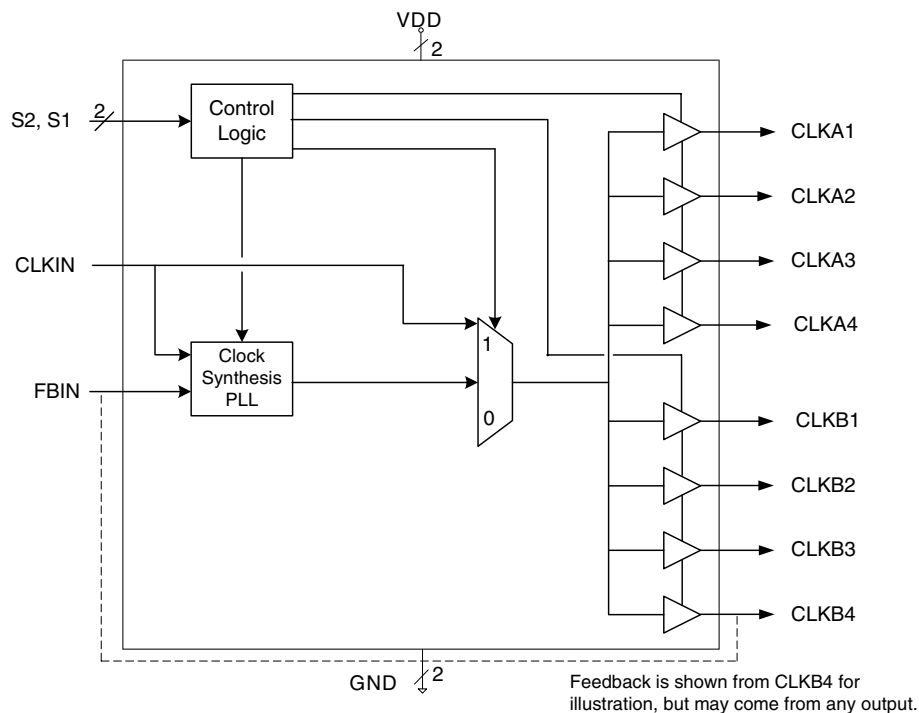 VDD
2
S2, S1
2
Control
Logic
CLKA1
CLKA2
CLKIN
CLKA3
CLKA4
1
Clock
Synthesis
PLL
FBIN
0
CLKB1
CLKB2
CLKB3
CLKB4
GND
2
Feedback is shown from CLKB4 for
illustration, but may come from any output.